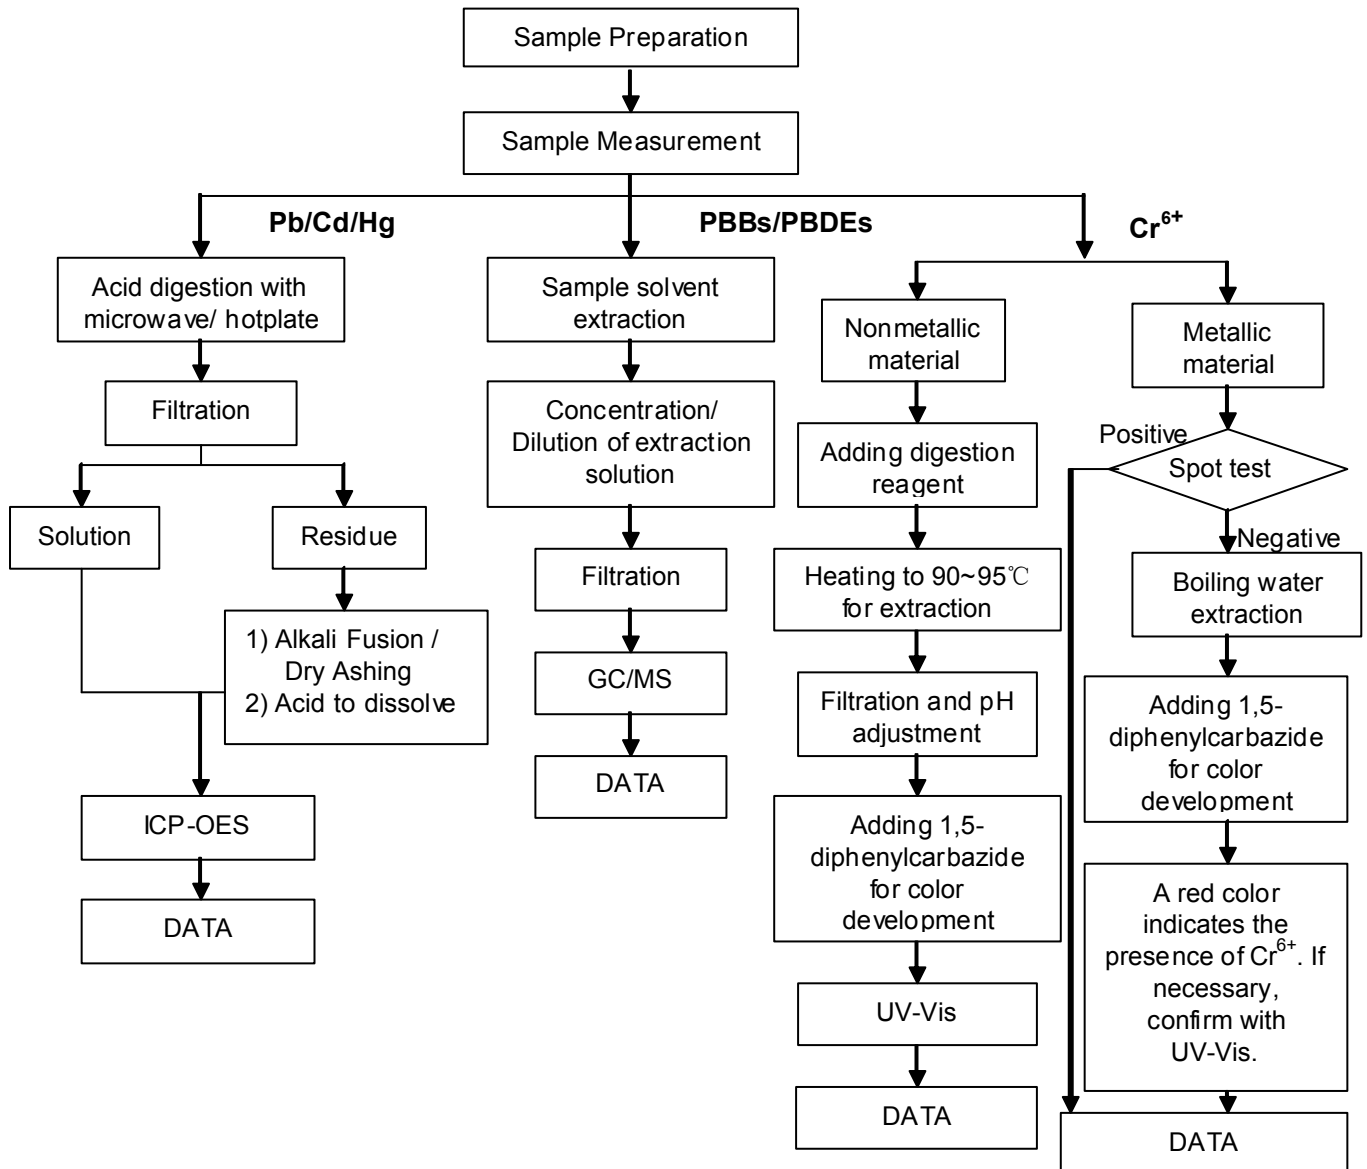 Sample Preparation
Sample Measurement
Pb/Cd/Hg
PBBs/PBDEs
Cr6+
Acid digestion with
microwave/ hotplate
Filtration
Solution
Residue
1) Alkali Fusion /
Dry Ashing
2) Acid to dissolve
ICP-OES
DATA
Sample solvent
extraction
Concentration/
Dilution of extraction
solution
Filtration
GC/MS
DATA
Nonmetallic
material
Adding digestion
reagent
Heating to 90~95℃
for extraction
Filtration and pH
adjustment
Adding 1,5-
diphenylcarbazide
for color
development
UV-Vis
DATA
Metallic
material
Positive
Spot test
Negative
Boiling water
extraction
Adding 1,5-
diphenylcarbazide
for color
development
A red color
indicates the
presence of Cr6+. If
necessary,
confirm with
UV-Vis.
DATA